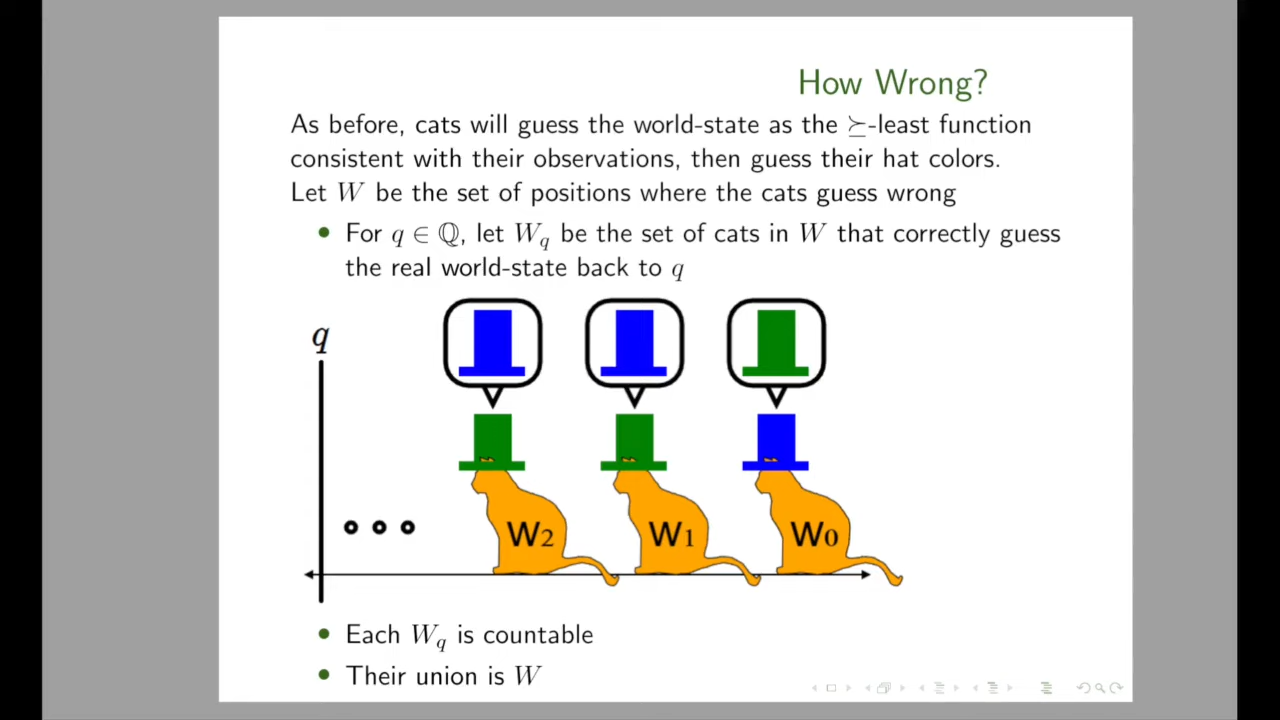 How Wrong?
As before, cats will guess the world-state as the ⪰-least function
consistent with their observations, then guess their hat colors.
Let W be the set of positions where the cats guess wrong
• For q ∈ ℚ, let W_q be the set of cats in W that correctly guess
the real world-state back to q
q
W2 W1 W0
• Each W_q is countable
• Their union is W